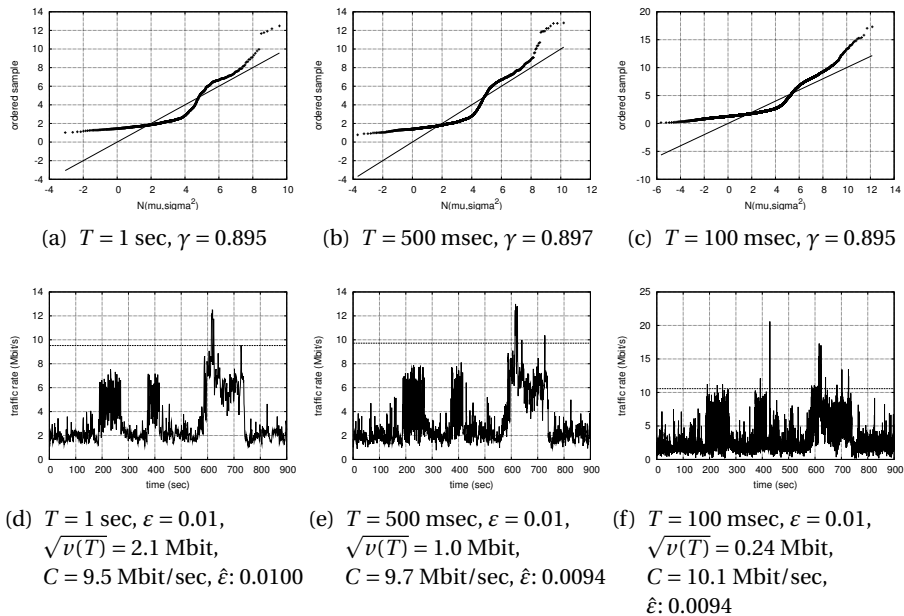 ordered sample
14
12
10
8
6
4
2
0
-2
-4
-4 -2 0 2 4 6 8 10
N(mu,sigma²)
(a) T = 1 sec, γ = 0.895
ordered sample
14
12
10
8
6
4
2
0
-2
-4
-4 -2 0 2 4 6 8 10 12
N(mu,sigma²)
(b) T = 500 msec, γ = 0.897
ordered sample
20
15
10
5
0
-5
-10
-6 -4 -2 0 2 4 6 8 10 12 14
N(mu,sigma²)
(c) T = 100 msec, γ = 0.895
traffic rate (Mbit/s)
14
12
10
8
6
4
2
0
0 100 200 300 400 500 600 700 800 900
time (sec)
(d) T = 1 sec, ε = 0.01,
√v(T) = 2.1 Mbit,
C = 9.5 Mbit/sec, ε̂: 0.0100
traffic rate (Mbit/s)
14
12
10
8
6
4
2
0
0 100 200 300 400 500 600 700 800 900
time (sec)
(e) T = 500 msec, ε = 0.01,
√v(T) = 1.0 Mbit,
C = 9.7 Mbit/sec, ε̂: 0.0094
traffic rate (Mbit/s)
25
20
15
10
5
0
0 100 200 300 400 500 600 700 800 900
time (sec)
(f) T = 100 msec, ε = 0.01,
√v(T) = 0.24 Mbit,
C = 10.1 Mbit/sec,
ε̂: 0.0094